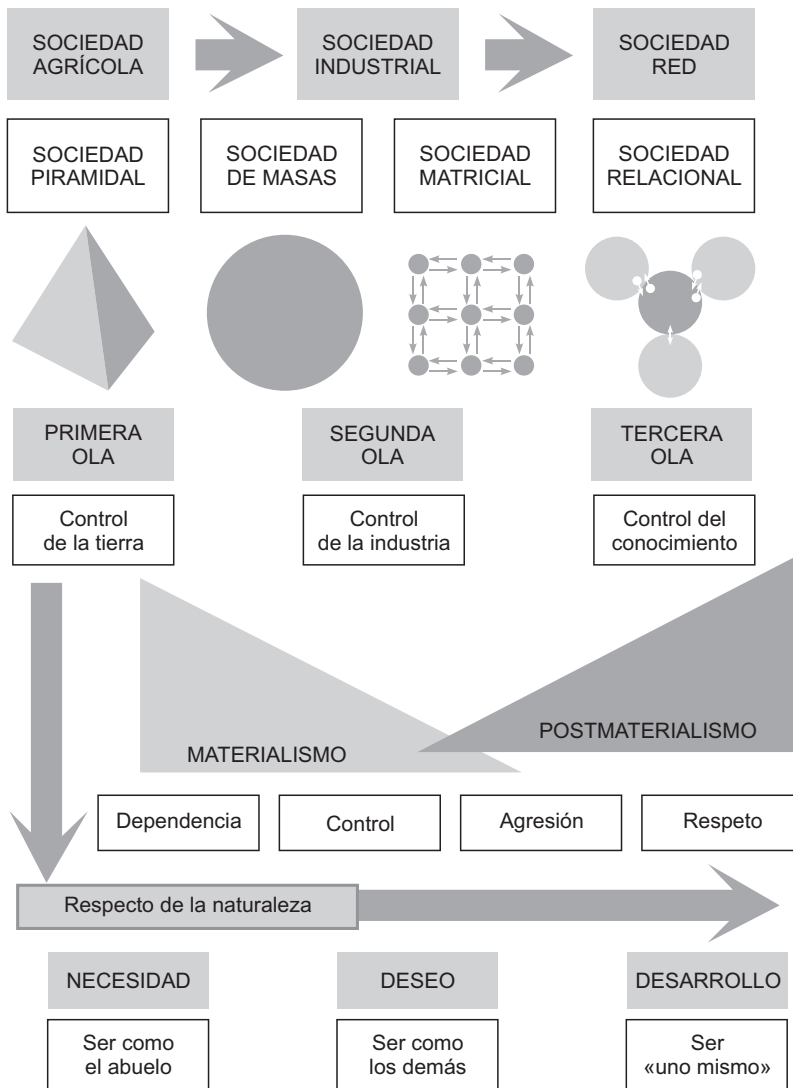 SOCIEDAD
AGRÍCOLA
SOCIEDAD
INDUSTRIAL
SOCIEDAD
RED
SOCIEDAD
PIRAMIDAL
SOCIEDAD
DE MASAS
SOCIEDAD
MATRICIAL
SOCIEDAD
RELACIONAL
PRIMERA
OLA
SEGUNDA
OLA
TERCERA
OLA
Control
de la tierra
Control
de la industria
Control del
conocimiento
MATERIALISMO
POSTMATERIALISMO
Dependencia
Control
Agresión
Respeto
Respecto de la naturaleza
NECESIDAD
DESEO
DESARROLLO
Ser como
el abuelo
Ser como
los demás
Ser
«uno mismo»